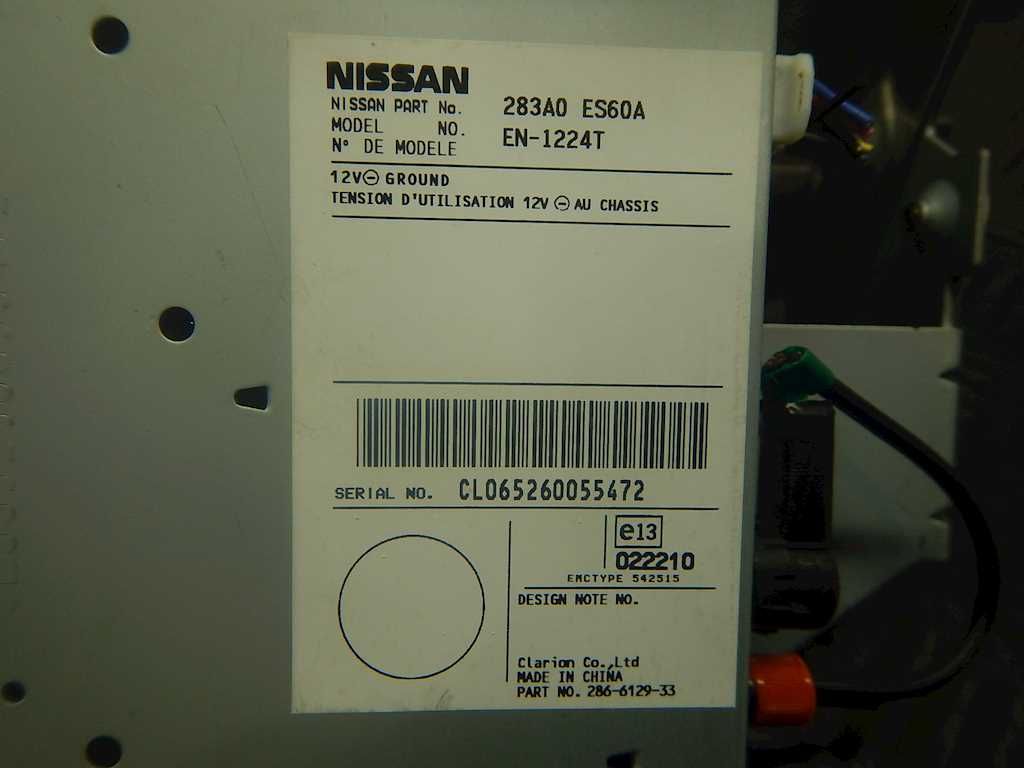 NISSAN
NISSAN PART No. 283A0 ES60A
MODEL NO. EN-1224T
N° DE MODELE
12V⊖ GROUND
TENSION D'UTILISATION 12V ⊖ AU CHASSIS
SERIAL NO. CL065260055472
e13
022210
EMCTYPE 542515
DESIGN NOTE NO.
Clarion Co.,Ltd
MADE IN CHINA
PART NO. 286-6129-33